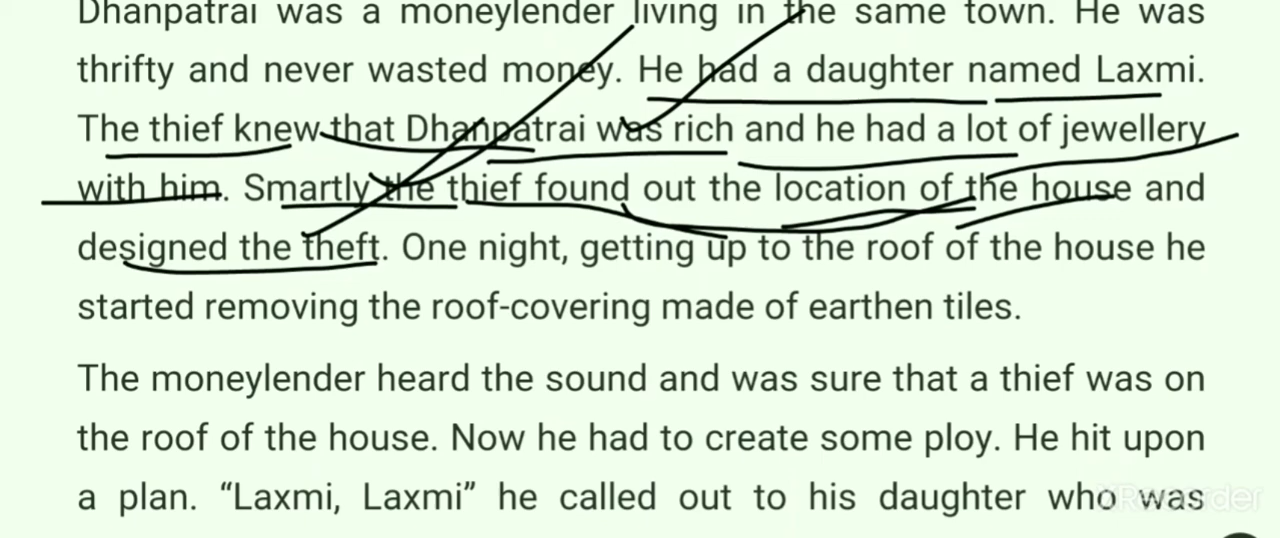 Dhanpatrai was a moneylender living in the same town. He was
thrifty and never wasted money. He had a daughter named Laxmi.
The thief knew that Dhanpatrai was rich and he had a lot of jewellery
with him. Smartly the thief found out the location of the house and
designed the theft. One night, getting up to the roof of the house he
started removing the roof-covering made of earthen tiles.
The moneylender heard the sound and was sure that a thief was on
the roof of the house. Now he had to create some ploy. He hit upon
a plan. “Laxmi, Laxmi” he called out to his daughter who was
XRecorder